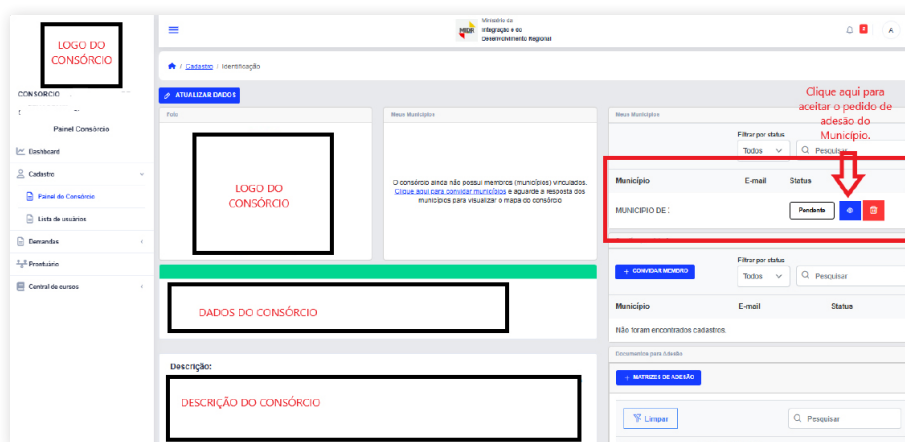 LOGO DO
CONSÓRCIO
CONSORCIO
Painel Consórcio
Dashboard
Cadastro
Painel do Consórcio
Lista de usuários
Demandas
Prontuário
Central de cursos
MIDR
Ministério da
Integração e do
Desenvolvimento Regional
2
A
/ Cadastro / Identificação
ATUALIZAR DADOS
Foto
LOGO DO
CONSÓRCIO
Meus Municípios
O consórcio ainda não possui membros (municípios) vinculados.
Clique aqui para convidar municípios e aguarde a resposta dos
municípios para visualizar o mapa do consórcio
DADOS DO CONSÓRCIO
Descrição:
DESCRIÇÃO DO CONSÓRCIO
Clique aqui para
aceitar o pedido de
adesão do
Município.
Meus Municípios
Filtrar por status
Todos
Pesquisar
Município E-mail Status
MUNICIPIO DE
Pendente
Filtrar por status
+ CONVIDAR MEMBRO
Todos
Pesquisar
Município E-mail Status
Não foram encontrados cadastros.
Documentos para Adesão
+ MATRIZES DE ADESÃO
Limpar
Pesquisar